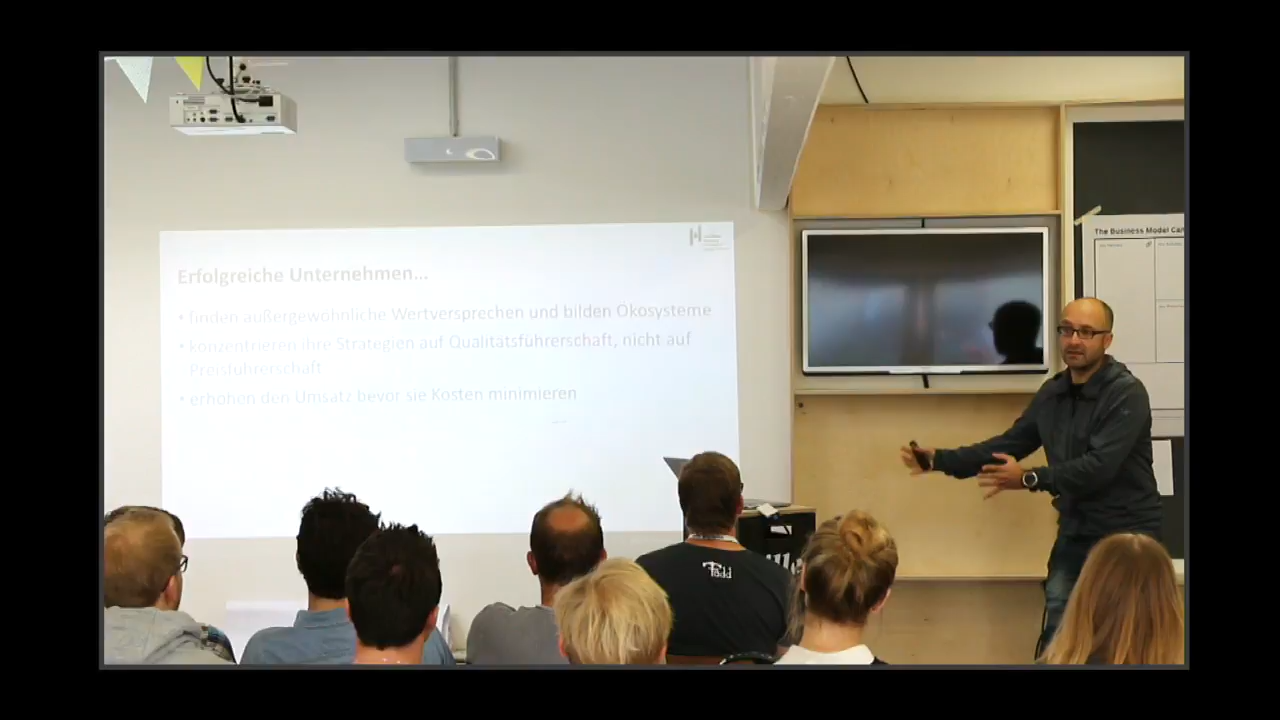 Erfolgreiche Unternehmen...
• finden außergewöhnliche Wertversprechen und bilden Ökosysteme
• konzentrieren ihre Strategien auf Qualitätsführerschaft, nicht auf
Preisführerschaft
• erhöhen den Umsatz bevor sie Kosten minimieren
The Business Model Can
Todd